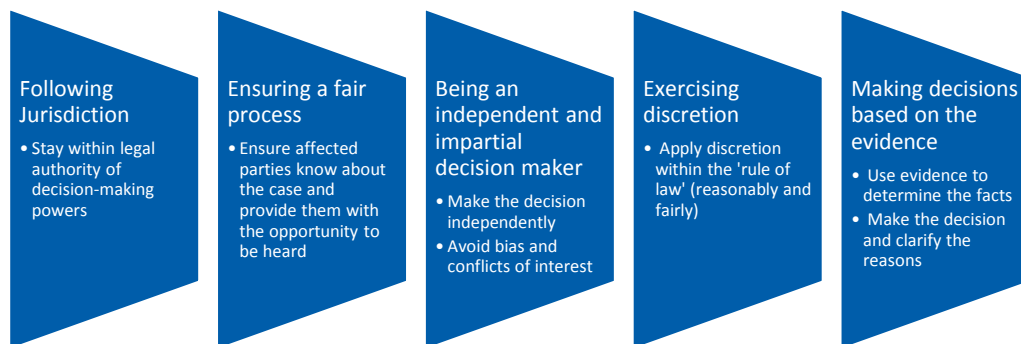 Following
Jurisdiction
• Stay within legal
authority of
decision-making
powers
Ensuring a fair
process
• Ensure affected
parties know about
the case and
provide them with
the opportunity to
be heard
Being an
independent and
impartial
decision maker
• Make the decision
independently
• Avoid bias and
conflicts of interest
Exercising
discretion
• Apply discretion
within the 'rule of
law' (reasonably and
fairly)
Making decisions
based on the
evidence
• Use evidence to
determine the facts
• Make the decision
and clarify the
reasons